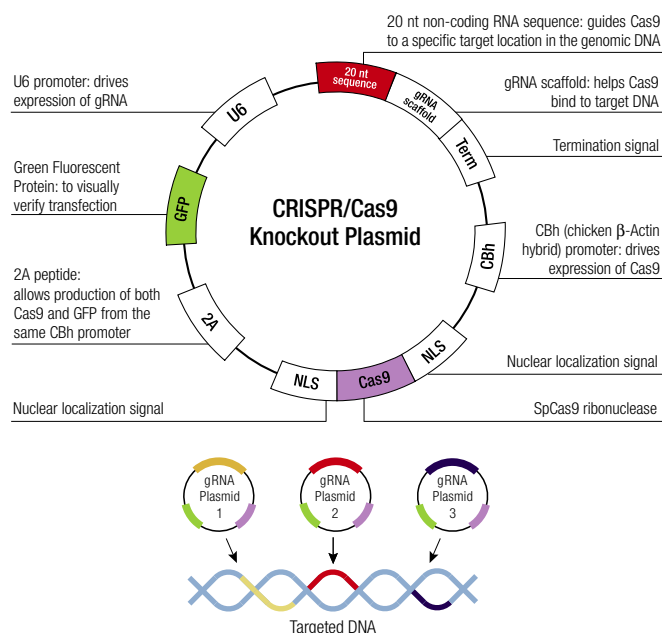 20 nt non-coding RNA sequence: guides Cas9
to a specific target location in the genomic DNA
U6 promoter: drives
expression of gRNA
20 nt
sequence
gRNA
scaffold
gRNA scaffold: helps Cas9
bind to target DNA
U6
Term
Termination signal
Green Fluorescent
Protein: to visually
verify transfection
GFP
CRISPR/Cas9
Knockout Plasmid
CBh
CBh (chicken β-Actin
hybrid) promoter: drives
expression of Cas9
2A peptide:
allows production of both
Cas9 and GFP from the
same CBh promoter
2A
NLS
Cas9
NLS
Nuclear localization signal
Nuclear localization signal
SpCas9 ribonuclease
gRNA
Plasmid
1
gRNA
Plasmid
2
gRNA
Plasmid
3
Targeted DNA